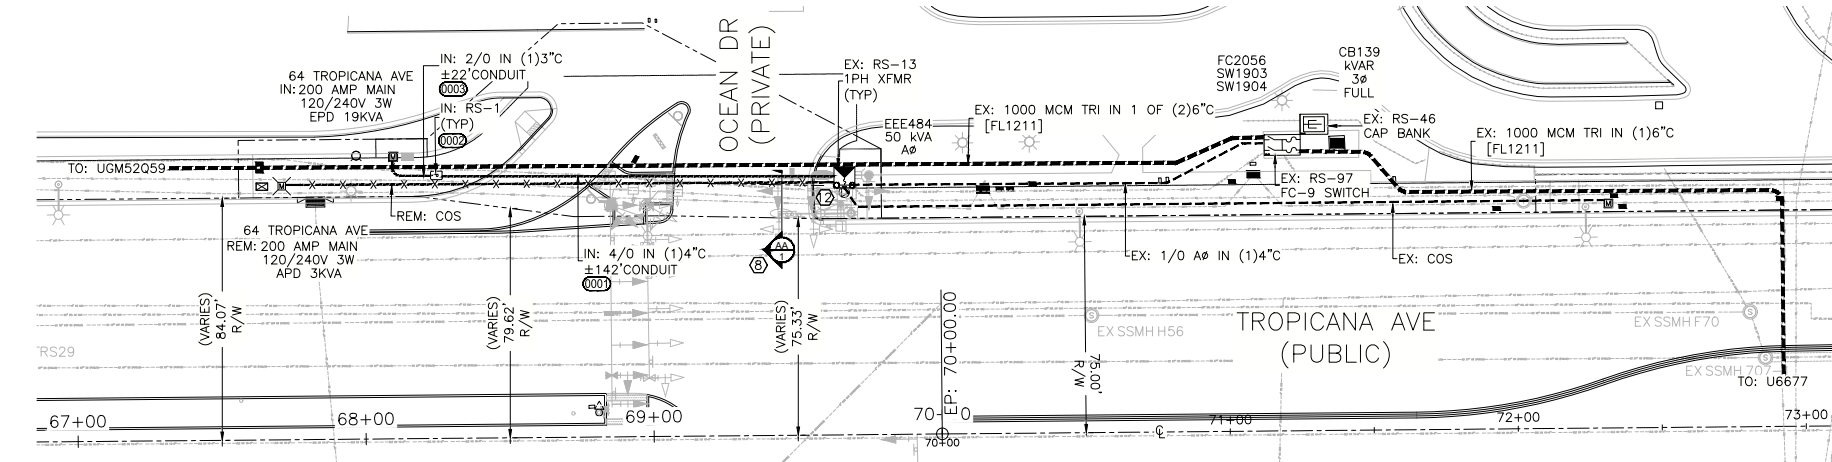 OCEAN DR
(PRIVATE)
IN: 2/0 IN (1)3"C
±22'CONDUIT
0003
IN: RS-1
(TYP)
0002
64 TROPICANA AVE
IN: 200 AMP MAIN
120/240V 3W
EPD 19KVA
EX: RS-13
1PH XFMR
(TYP)
EEE484
50 kVA
AØ
EX: 1000 MCM TRI IN 1 OF (2)6"C
[FL1211]
FC2056
SW1903
SW1904
CB139
kVAR
3ø
FULL
EX: RS-46
CAP BANK
EX: 1000 MCM TRI IN (1)6"C
[FL1211]
TO: UGM52Q59
EX: RS-97
FC-9 SWITCH
12
M
M
REM: COS
64 TROPICANA AVE
REM: 200 AMP MAIN
120/240V 3W
APD 3KVA
IN: 4/0 IN (1)4"C
±142'CONDUIT
0001
8
AA
1
EX: 1/0 AØ IN (1)4"C
EX: COS
(VARIES)
84.07'
R/W
(VARIES)
79.62'
R/W
(VARIES)
75.33'
R/W
75.00'
R/W
EP: 70+00.00
S
EX SSMH H56
TROPICANA AVE
(PUBLIC)
EX SSMH F70
S
S
EX SSMH 707
TO: U6677
RS29
67+00
68+00
69+00
70
0
70+00
71+00
72+00
73+00